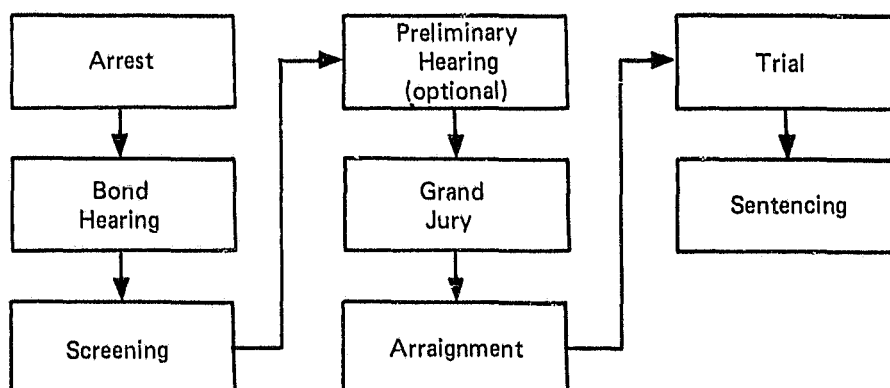 Arrest
Bond
Hearing
Screening
Preliminary
Hearing
(optional)
Grand
Jury
Arraignment
Trial
Sentencing